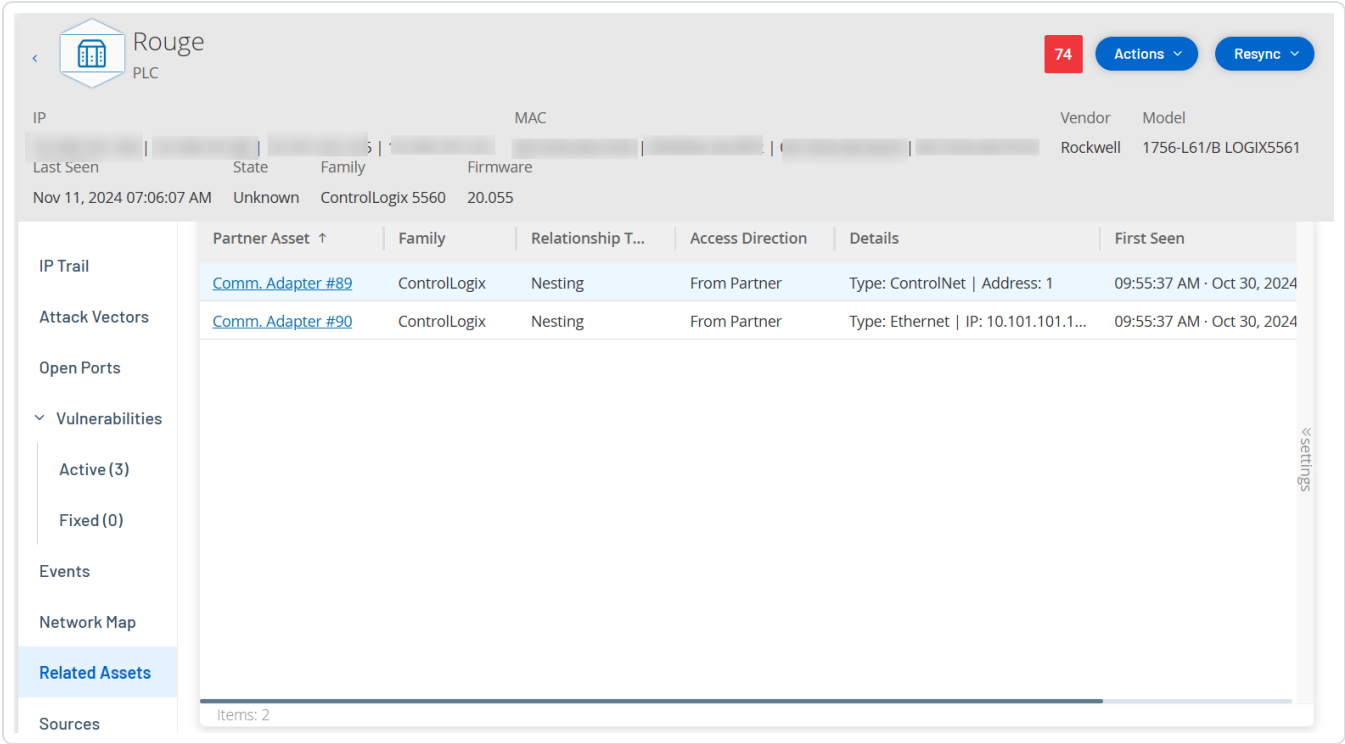 Rouge
PLC
74
Actions
Resync
IP
MAC
Vendor
Model
Rockwell
1756-L61/B LOGIX5561
Last Seen
State
Family
Firmware
Nov 11, 2024 07:06:07 AM
Unknown
ControlLogix 5560
20.055
IP Trail
Attack Vectors
Open Ports
Vulnerabilities
Active (3)
Fixed (0)
Events
Network Map
Related Assets
Sources
Partner Asset ↑ Family Relationship T... Access Direction Details First Seen
Comm. Adapter #89 ControlLogix Nesting From Partner Type: ControlNet | Address: 1 09:55:37 AM · Oct 30, 2024
Comm. Adapter #90 ControlLogix Nesting From Partner Type: Ethernet | IP: 10.101.101.1... 09:55:37 AM · Oct 30, 2024
settings
Items: 2